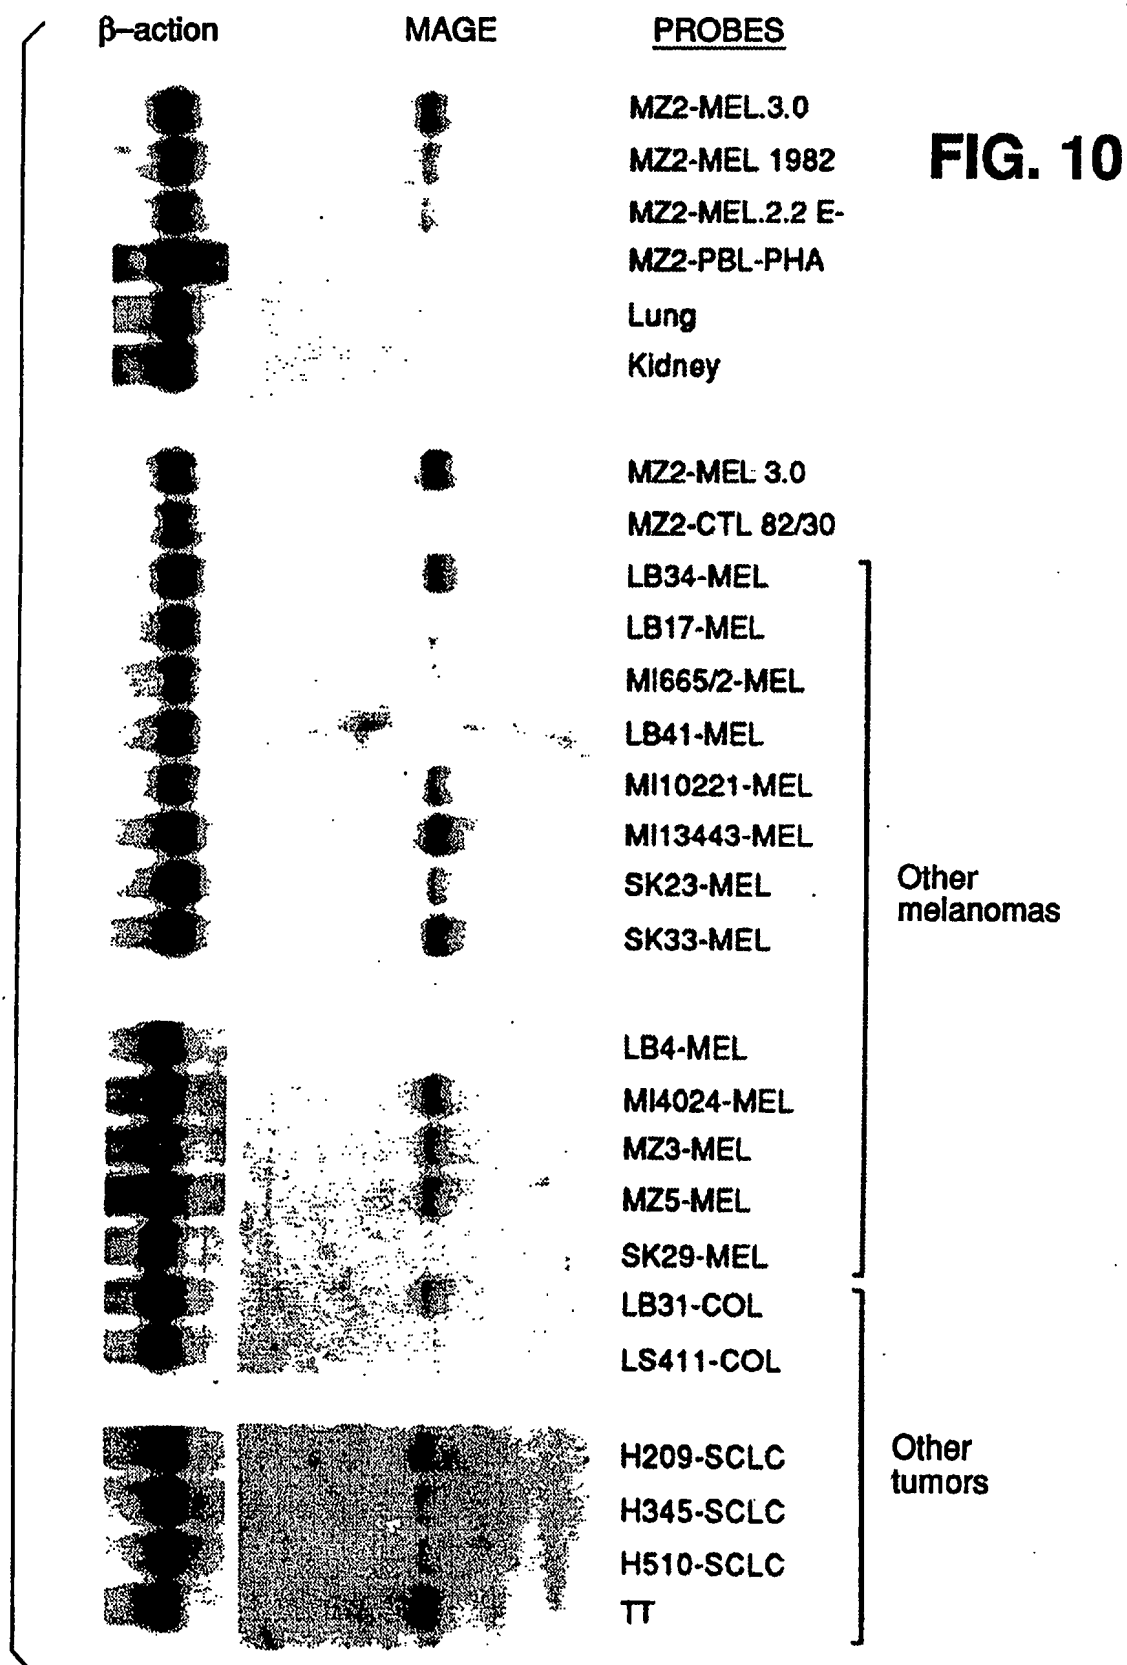 β–action MAGE PROBES
FIG. 10
MZ2-MEL.3.0
MZ2-MEL 1982
MZ2-MEL.2.2 E-
MZ2-PBL-PHA
Lung
Kidney
MZ2-MEL 3.0
MZ2-CTL 82/30
LB34-MEL
LB17-MEL
MI665/2-MEL
LB41-MEL
MI10221-MEL
MI13443-MEL
SK23-MEL
SK33-MEL
Other
melanomas
LB4-MEL
MI4024-MEL
MZ3-MEL
MZ5-MEL
SK29-MEL
LB31-COL
LS411-COL
H209-SCLC
H345-SCLC
H510-SCLC
TT
Other
tumors